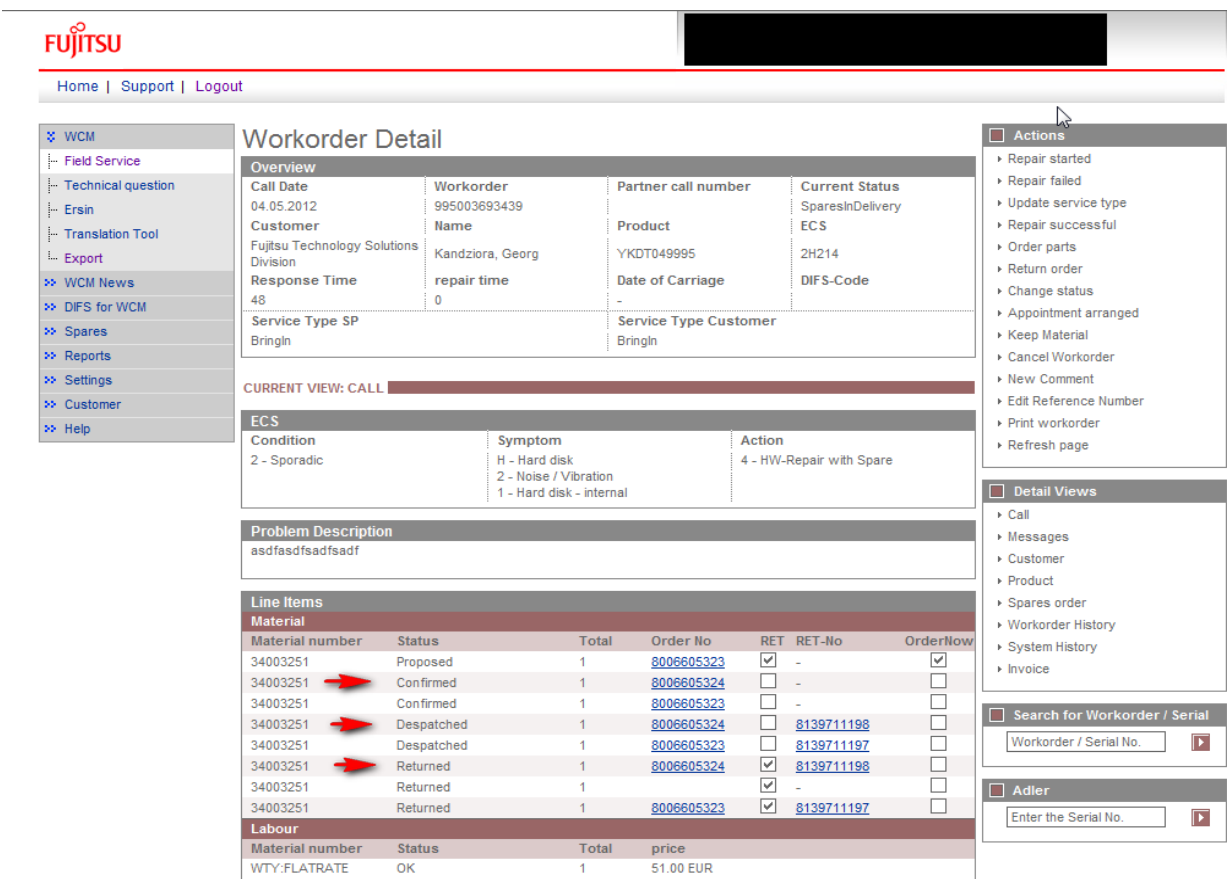 FUJITSU
Home | Support | Logout
WCM
Field Service
Technical question
Ersin
Translation Tool
Export
WCM News
DIFS for WCM
Spares
Reports
Settings
Customer
Help
Workorder Detail
Overview
Call Date Workorder Partner call number Current Status
04.05.2012 995003693439 SparesInDelivery
Customer Name Product ECS
Fujitsu Technology Solutions Division Kandziora, Georg YKDT049995 2H214
Response Time repair time Date of Carriage DIFS-Code
48 0 -
Service Type SP Service Type Customer
BringIn BringIn
CURRENT VIEW: CALL
ECS
Condition Symptom Action
2 - Sporadic H - Hard disk 4 - HW-Repair with Spare
2 - Noise / Vibration
1 - Hard disk - internal
Problem Description
asdfasdfsadfsadf
Line Items
Material
Material number Status Total Order No RET RET-No OrderNow
34003251 Proposed 1 8006605323 -
34003251 Confirmed 1 8006605324 -
34003251 Confirmed 1 8006605323 -
34003251 Despatched 1 8006605324 8139711198
34003251 Despatched 1 8006605323 8139711197
34003251 Returned 1 8006605324 8139711198
34003251 Returned 1 -
34003251 Returned 1 8006605323 8139711197
Labour
Material number Status Total price
WTY:FLATRATE OK 1 51.00 EUR
Actions
Repair started
Repair failed
Update service type
Repair successful
Order parts
Return order
Change status
Appointment arranged
Keep Material
Cancel Workorder
New Comment
Edit Reference Number
Print workorder
Refresh page
Detail Views
Call
Messages
Customer
Product
Spares order
Workorder History
System History
Invoice
Search for Workorder / Serial
Workorder / Serial No.
Adler
Enter the Serial No.